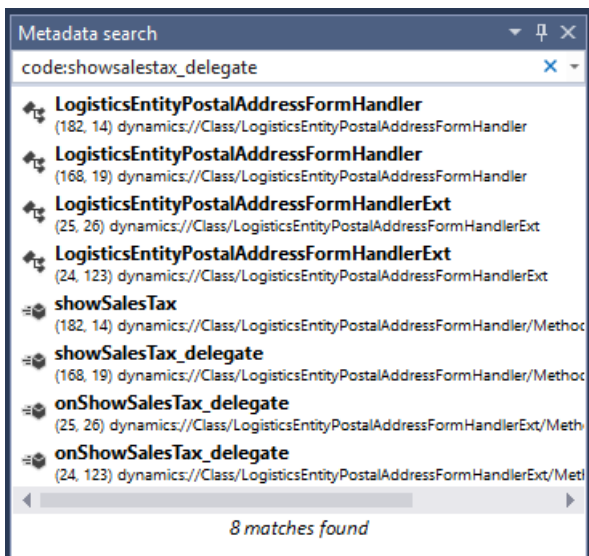 Metadata search
code:showsalestax_delegate
LogisticsEntityPostalAddressFormHandler
(182, 14) dynamics://Class/LogisticsEntityPostalAddressFormHandler
LogisticsEntityPostalAddressFormHandler
(168, 19) dynamics://Class/LogisticsEntityPostalAddressFormHandler
LogisticsEntityPostalAddressFormHandlerExt
(25, 26) dynamics://Class/LogisticsEntityPostalAddressFormHandlerExt
LogisticsEntityPostalAddressFormHandlerExt
(24, 123) dynamics://Class/LogisticsEntityPostalAddressFormHandlerExt
showSalesTax
(182, 14) dynamics://Class/LogisticsEntityPostalAddressFormHandler/Methoc
showSalesTax_delegate
(168, 19) dynamics://Class/LogisticsEntityPostalAddressFormHandler/Methoc
onShowSalesTax_delegate
(25, 26) dynamics://Class/LogisticsEntityPostalAddressFormHandlerExt/Meth
onShowSalesTax_delegate
(24, 123) dynamics://Class/LogisticsEntityPostalAddressFormHandlerExt/Met
8 matches found